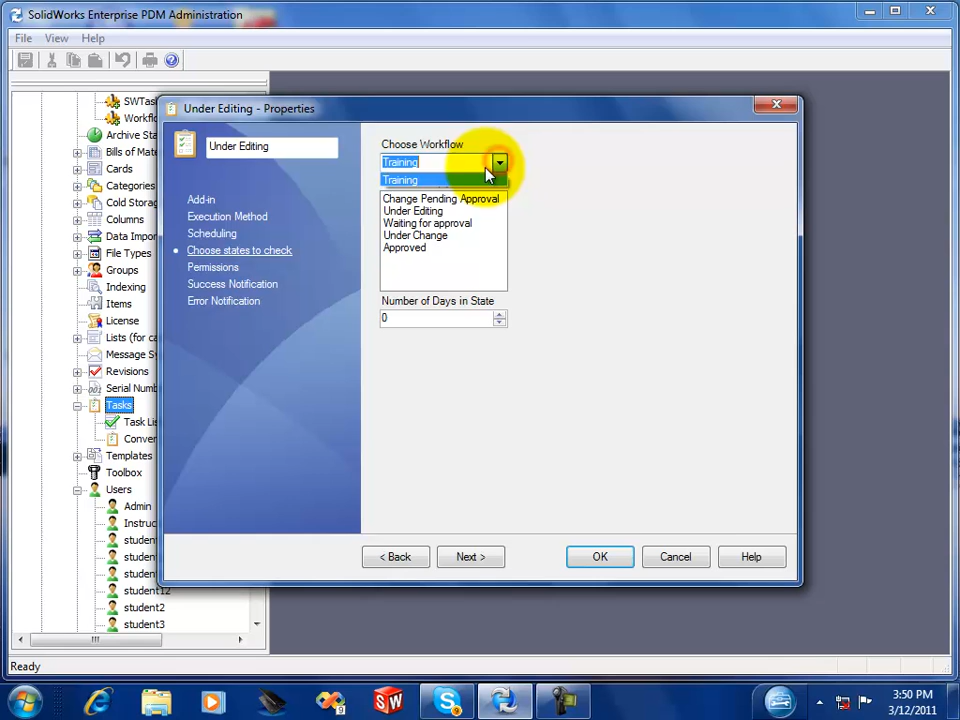 SolidWorks Enterprise PDM Administration
File View Help
SWTas
Workflo
Archive Sta
Bills of Mate
Cards
Categories
Cold Storag
Columns
Data Impor
File Types
Groups
Indexing
Items
License
Lists (for ca
Message Sy
Revisions
Serial Numb
Tasks
Task Lis
Conver
Templates
Toolbox
Users
Admin
Instruc
student
student
student
student12
student2
student3
Under Editing - Properties
Under Editing
Add-in
Execution Method
Scheduling
Choose states to check
Permissions
Success Notification
Error Notification
Choose Workflow
Training
Training
Change Pending Approval
Under Editing
Waiting for approval
Under Change
Approved
Number of Days in State
0
< Back Next > OK Cancel Help
Ready
3:50 PM
3/12/2011